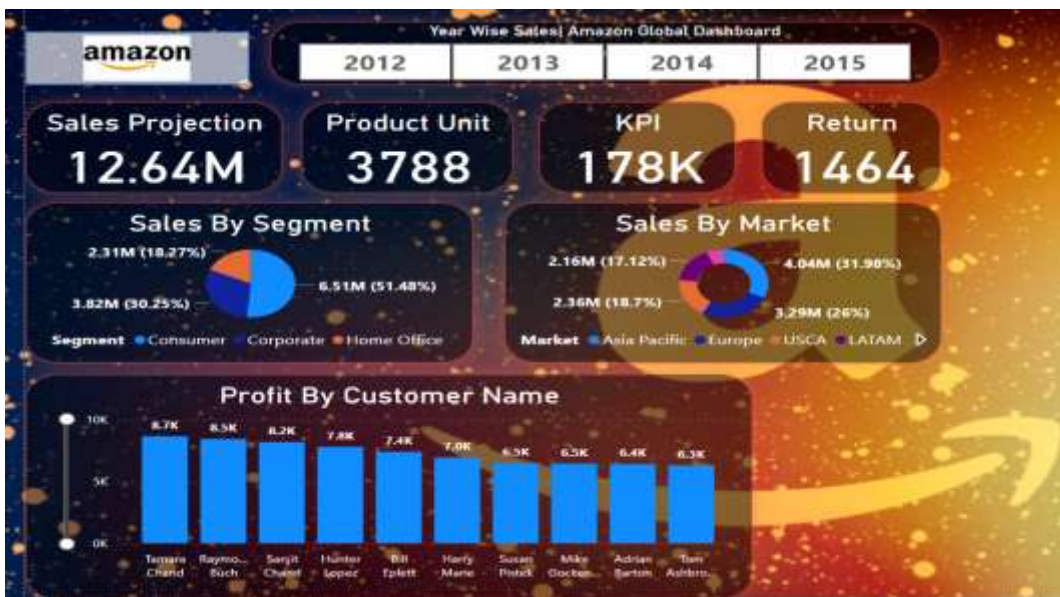 amazon
Year Wise Sales| Amazon Global Dashboard
2012 2013 2014 2015
Sales Projection
12.64M
Product Unit
3788
KPI
178K
Return
1464
Sales By Segment
2.31M (18.27%)
6.51M (51.48%)
3.82M (30.25%)
Segment Consumer Corporate Home Office
Sales By Market
2.16M (17.12%)
4.04M (31.98%)
2.36M (18.7%)
3.29M (26%)
Market Asia Pacific Europe USCA LATAM
Profit By Customer Name
10K
5K
0K
8.7K 8.5K 8.2K 7.8K 7.4K 7.0K 6.5K 6.5K 6.4K 6.3K
Tamara Raymo... Sanjit Hunter Bill Harry Susan Mike Adrian Tom
Chand Buch Chand Lopez Eplett Marie Pistek Barton Ashbro...